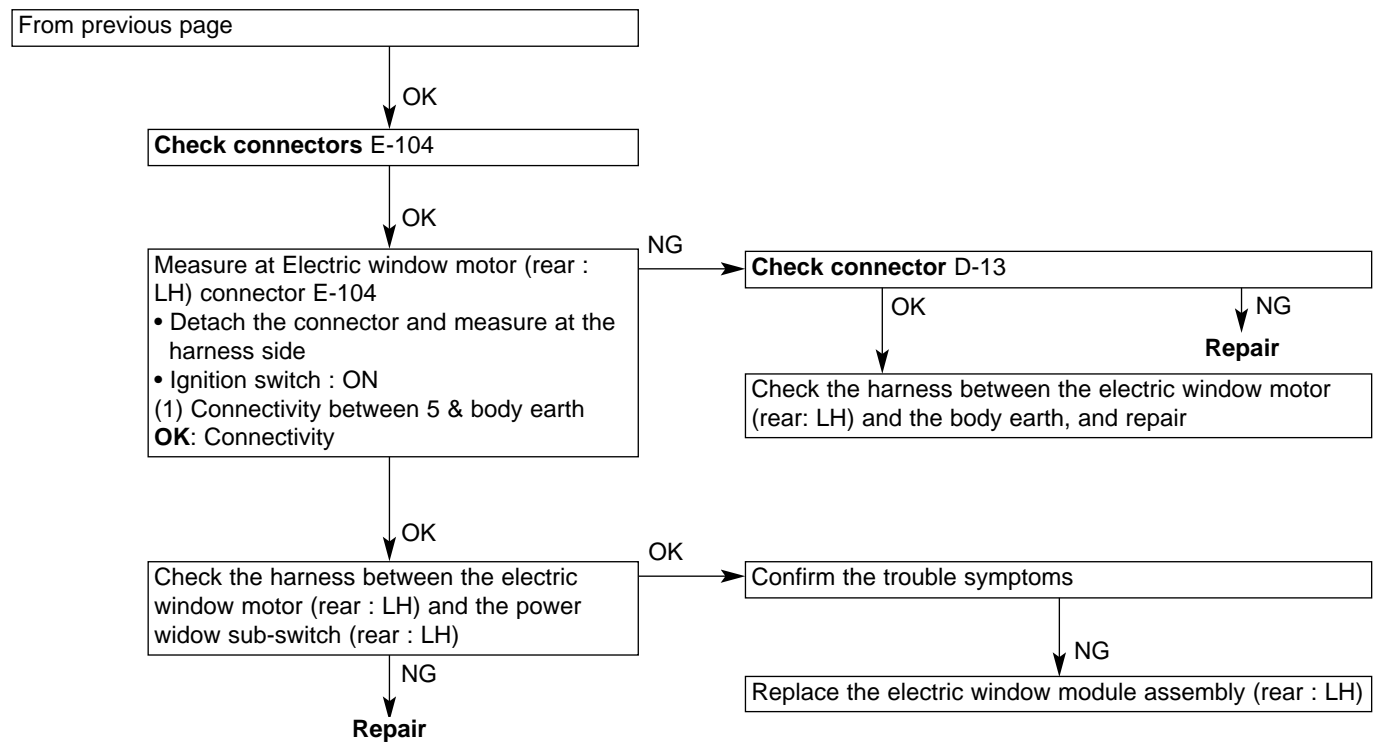 From previous page
OK
Check connectors E-104
OK
Measure at Electric window motor (rear :
LH) connector E-104
• Detach the connector and measure at the
harness side
• Ignition switch : ON
(1) Connectivity between 5 & body earth
OK: Connectivity
NG
Check connector D-13
OK
NG
Repair
Check the harness between the electric window motor
(rear: LH) and the body earth, and repair
OK
Check the harness between the electric
window motor (rear : LH) and the power
widow sub-switch (rear : LH)
OK
Confirm the trouble symptoms
NG
Replace the electric window module assembly (rear : LH)
NG
Repair